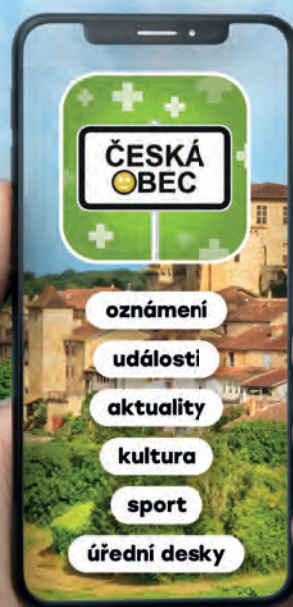 ČESKÁ
OBEC
oznámení
události
aktuality
kultura
sport
úřední desky